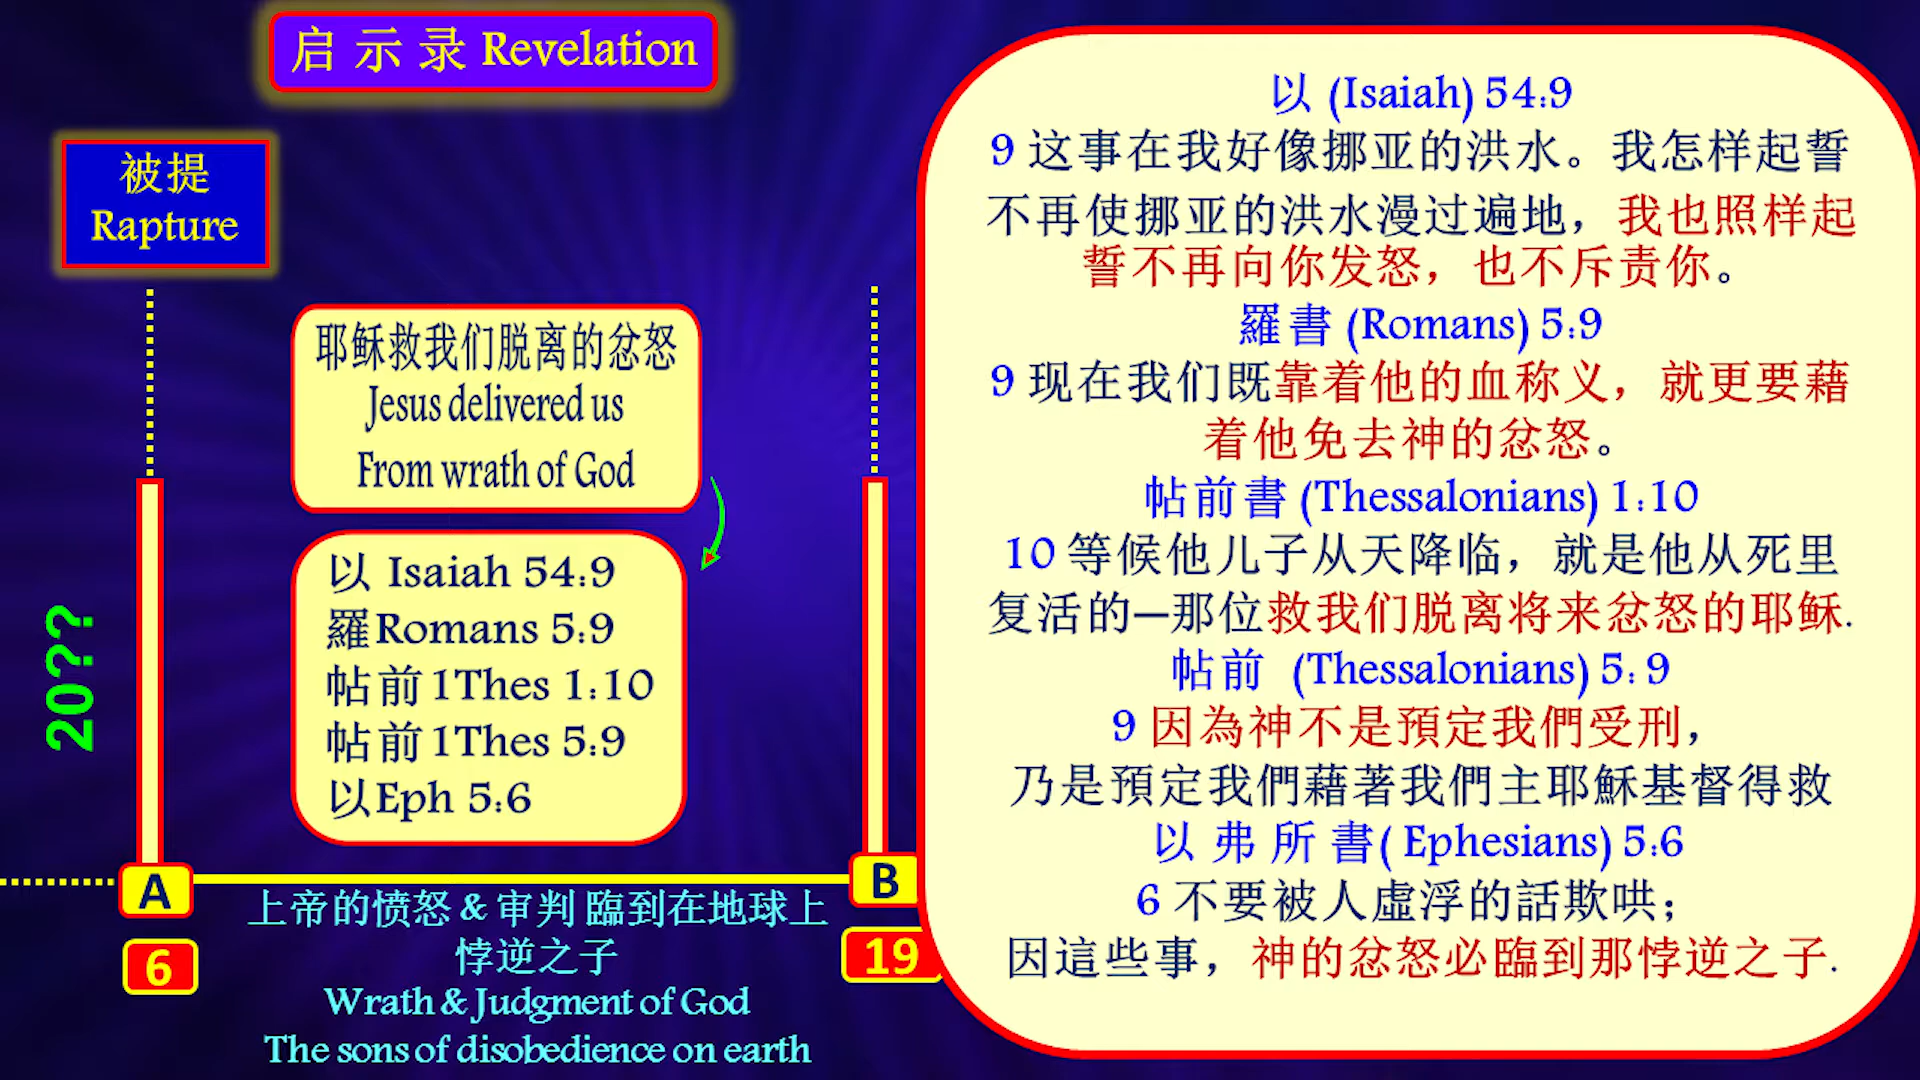 启 示 录 Revelation
被提
Rapture
20??
耶稣救我们脱离的忿怒
Jesus delivered us
From wrath of God
以 Isaiah 54:9
羅Romans 5:9
帖前1Thes 1:10
帖前1Thes 5:9
以Eph 5:6
A
B
6
19
上帝的愤怒 & 审判 臨到在地球上
悖逆之子
Wrath & Judgment of God
The sons of disobedience on earth
以 (Isaiah) 54:9
9 这事在我好像挪亚的洪水。我怎样起誓
不再使挪亚的洪水漫过遍地，我也照样起
誓不再向你发怒，也不斥责你。
羅書 (Romans) 5:9
9 现在我们既靠着他的血称义，就更要藉
着他免去神的忿怒。
帖前書 (Thessalonians) 1:10
10 等候他儿子从天降临，就是他从死里
复活的—那位救我们脱离将来忿怒的耶稣.
帖前 (Thessalonians) 5:9
9 因為神不是預定我們受刑，
乃是預定我們藉著我們主耶穌基督得救
以 弗 所 書( Ephesians) 5:6
6 不要被人虛浮的話欺哄；
因這些事，神的忿怒必臨到那悖逆之子.